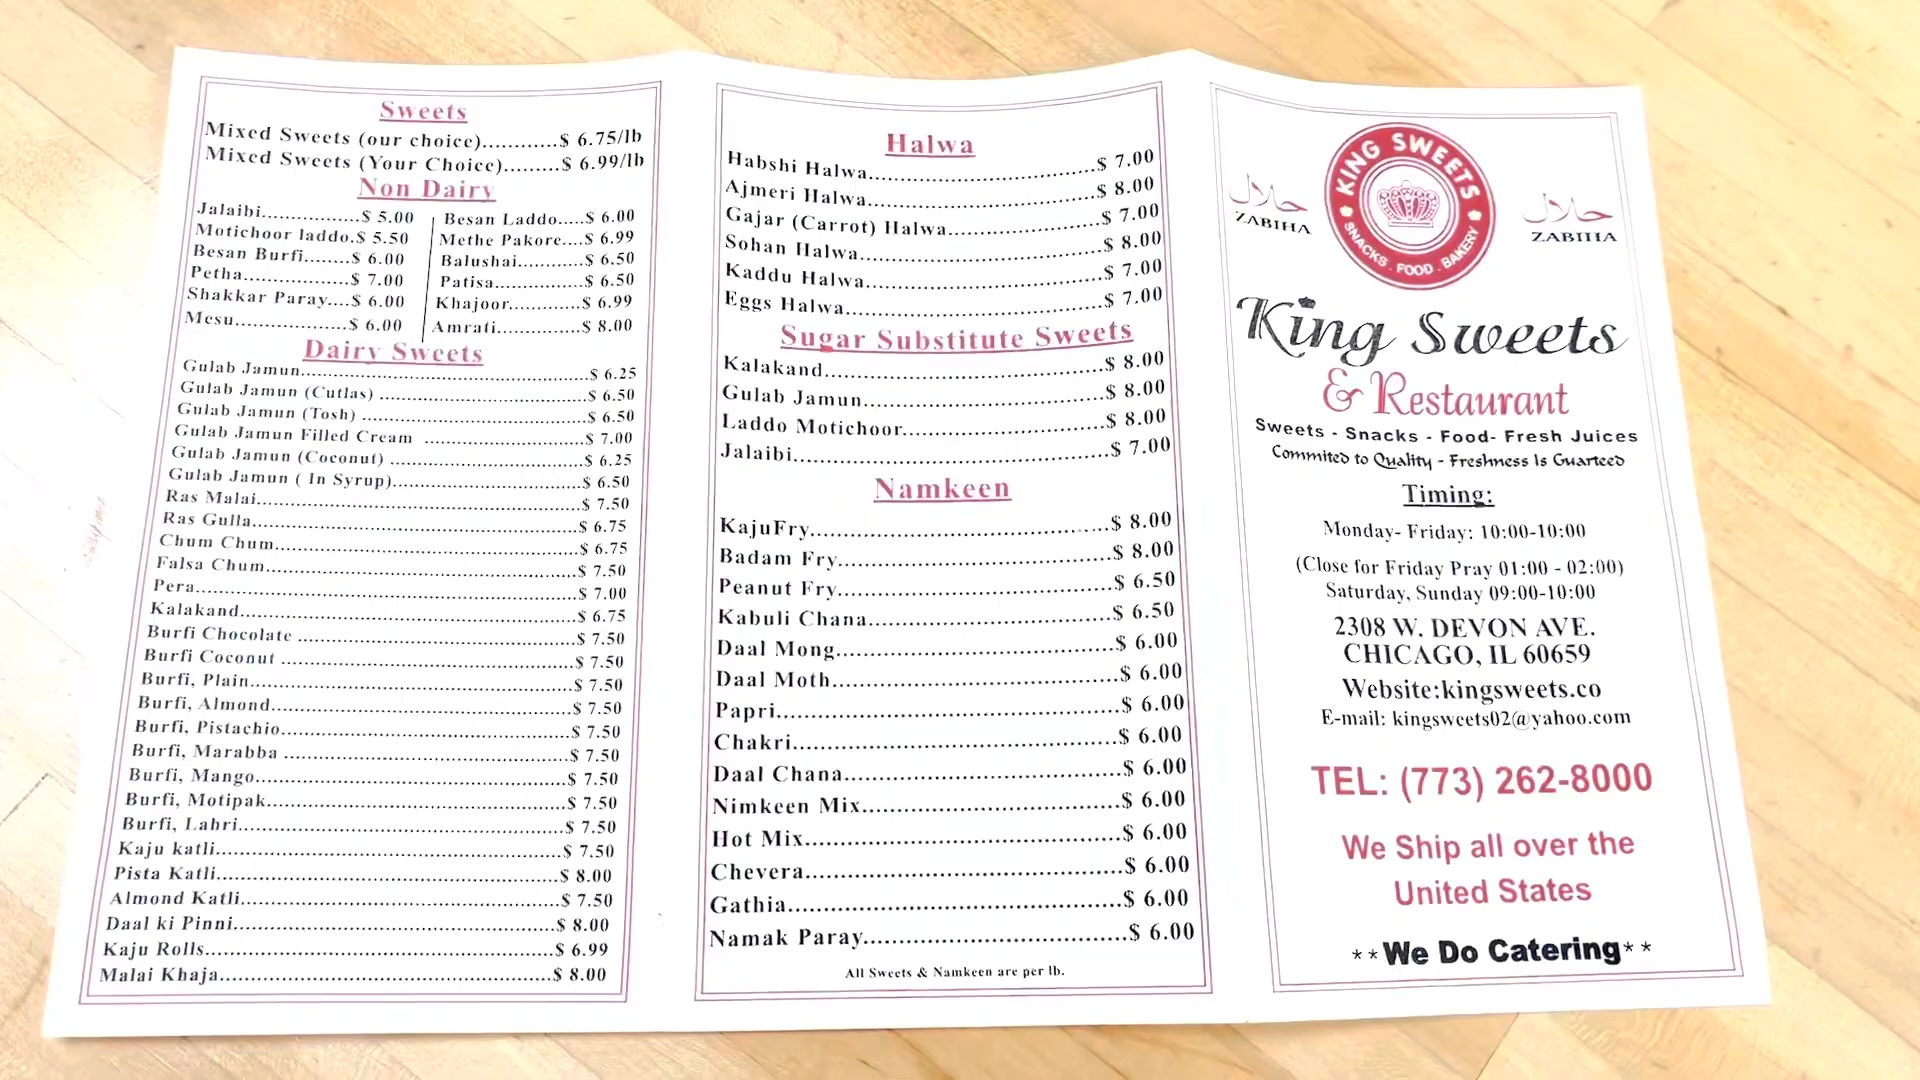 Sweets
Mixed Sweets (our choice)............$ 6.75/lb
Mixed Sweets (Your Choice).........$ 6.99/lb
Non Dairy
Jalaibi.................$ 5.00
Motichoor laddo.$ 5.50
Besan Burfi........$ 6.00
Petha..................$ 7.00
Shakkar Paray....$ 6.00
Mesu...................$ 6.00
Besan Laddo.....$ 6.00
Methe Pakore....$ 6.99
Balushai............$ 6.50
Patisa................$ 6.50
Khajoor.............$ 6.99
Amrati...............$ 8.00
Dairy Sweets
Gulab Jamun..................................................$ 6.25
Gulab Jamun (Cutlas) ....................................$ 6.50
Gulab Jamun (Tosh) .......................................$ 6.50
Gulab Jamun Filled Cream ............................$ 7.00
Gulab Jamun (Coconut) ..................................$ 6.25
Gulab Jamun ( In Syrup).................................$ 6.50
Ras Malai........................................................$ 7.50
Ras Gulla.........................................................$ 6.75
Chum Chum.....................................................$ 6.75
Falsa Chum.......................................................$ 7.50
Pera....................................................................$ 7.00
Kalakand...........................................................$ 6.75
Burfi Chocolate ................................................$ 7.50
Burfi Coconut ...................................................$ 7.50
Burfi, Plain........................................................$ 7.50
Burfi, Almond....................................................$ 7.50
Burfi, Pistachio..................................................$ 7.50
Burfi, Marabba ..................................................$ 7.50
Burfi, Mango......................................................$ 7.50
Burfi, Motipak....................................................$ 7.50
Burfi, Lahri.........................................................$ 7.50
Kaju katli.............................................................$ 7.50
Pista Katli............................................................$ 8.00
Almond Katli.......................................................$ 7.50
Daal ki Pinni........................................................$ 8.00
Kaju Rolls.............................................................$ 6.99
Malai Khaja..........................................................$ 8.00
Halwa
Habshi Halwa......................................$ 7.00
Ajmeri Halwa......................................$ 8.00
Gajar (Carrot) Halwa.........................$ 7.00
Sohan Halwa.......................................$ 8.00
Kaddu Halwa......................................$ 7.00
Eggs Halwa.........................................$ 7.00
Sugar Substitute Sweets
Kalakand.............................................$ 8.00
Gulab Jamun.......................................$ 8.00
Laddo Motichoor.................................$ 8.00
Jalaibi..................................................$ 7.00
Namkeen
KajuFry...............................................$ 8.00
Badam Fry...........................................$ 8.00
Peanut Fry............................................$ 6.50
Kabuli Chana.......................................$ 6.50
Daal Mong............................................$ 6.00
Daal Moth.............................................$ 6.00
Papri......................................................$ 6.00
Chakri....................................................$ 6.00
Daal Chana............................................$ 6.00
Nimkeen Mix.........................................$ 6.00
Hot Mix..................................................$ 6.00
Chevera..................................................$ 6.00
Gathia.....................................................$ 6.00
Namak Paray.........................................$ 6.00
All Sweets & Namkeen are per lb.
KING SWEETS
SNACKS . FOOD . BAKERY
حلال
ZABIHA
حلال
ZABIHA
King Sweets
& Restaurant
Sweets - Snacks - Food- Fresh Juices
Commited to Quality - Freshness Is Guarteed
Timing:
Monday- Friday: 10:00-10:00
(Close for Friday Pray 01:00 - 02:00)
Saturday, Sunday 09:00-10:00
2308 W. DEVON AVE.
CHICAGO, IL 60659
Website:kingsweets.co
E-mail: kingsweets02@yahoo.com
TEL: (773) 262-8000
We Ship all over the
United States
**We Do Catering**